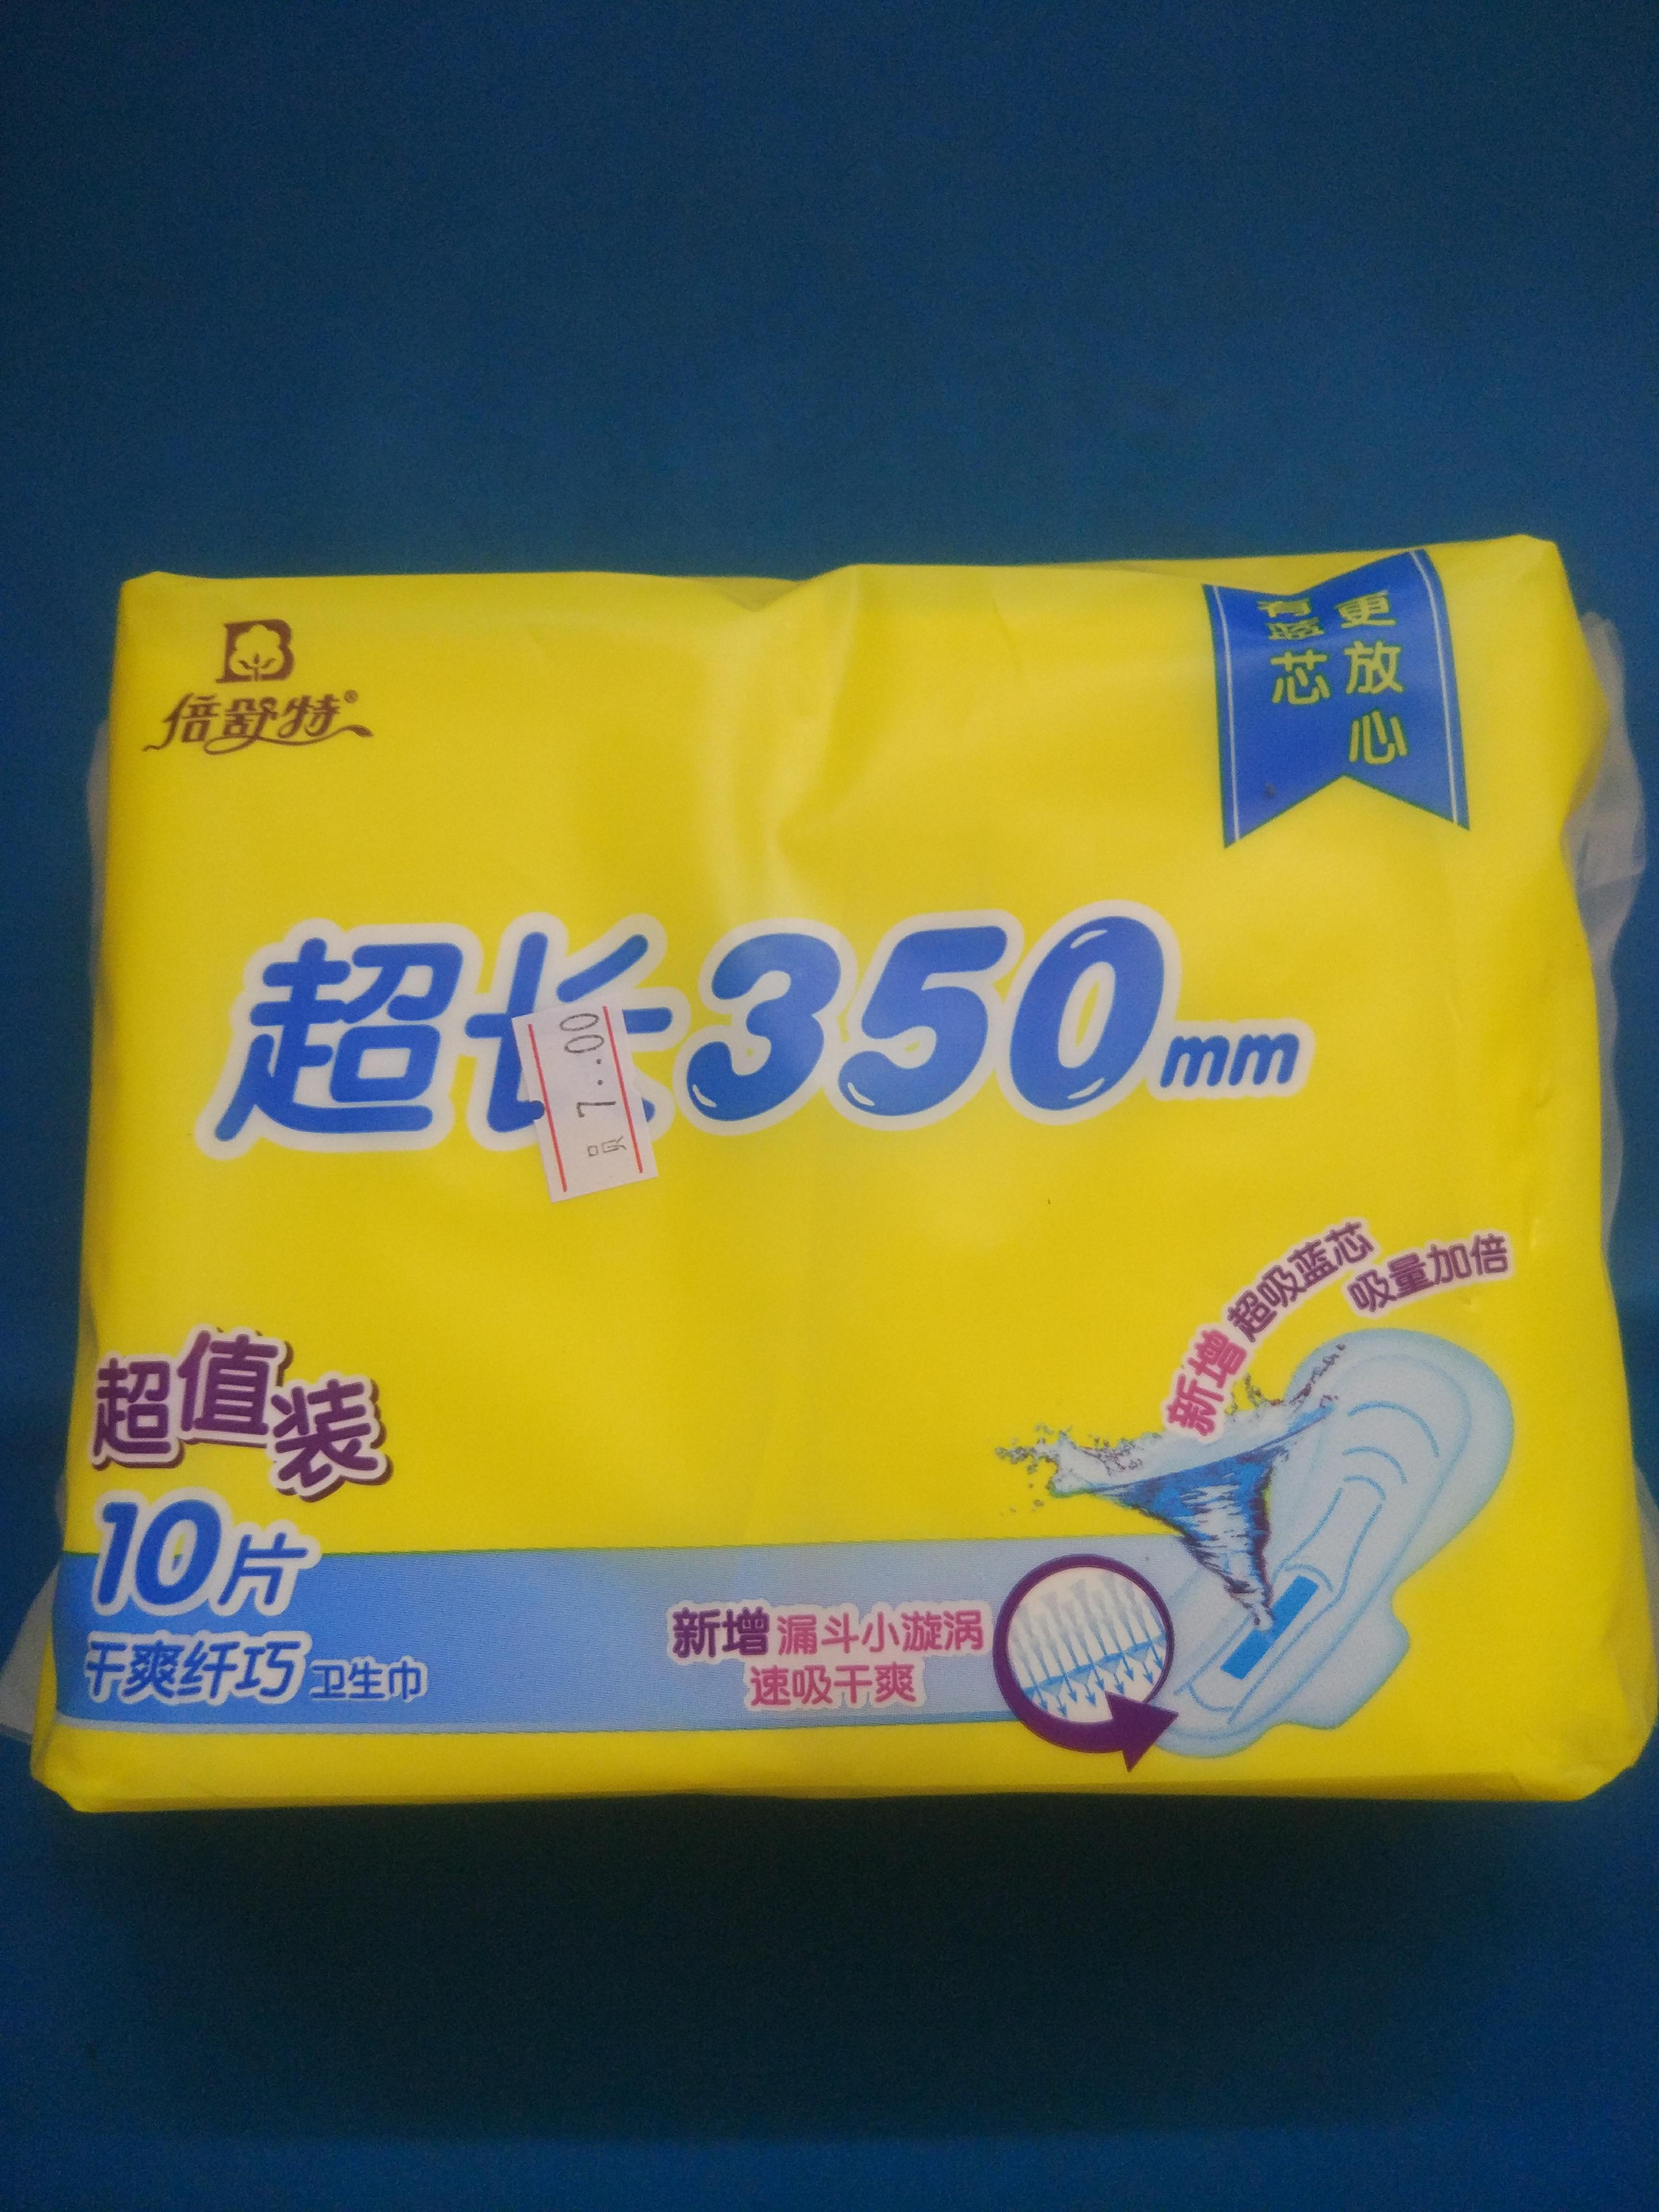 B
倍舒特®
有蓝芯
更放心
超长350mm
7..00
超值装
10片
干爽纤巧 卫生巾
新增 超吸蓝芯
吸量加倍
新增 漏斗小漩涡
速吸干爽